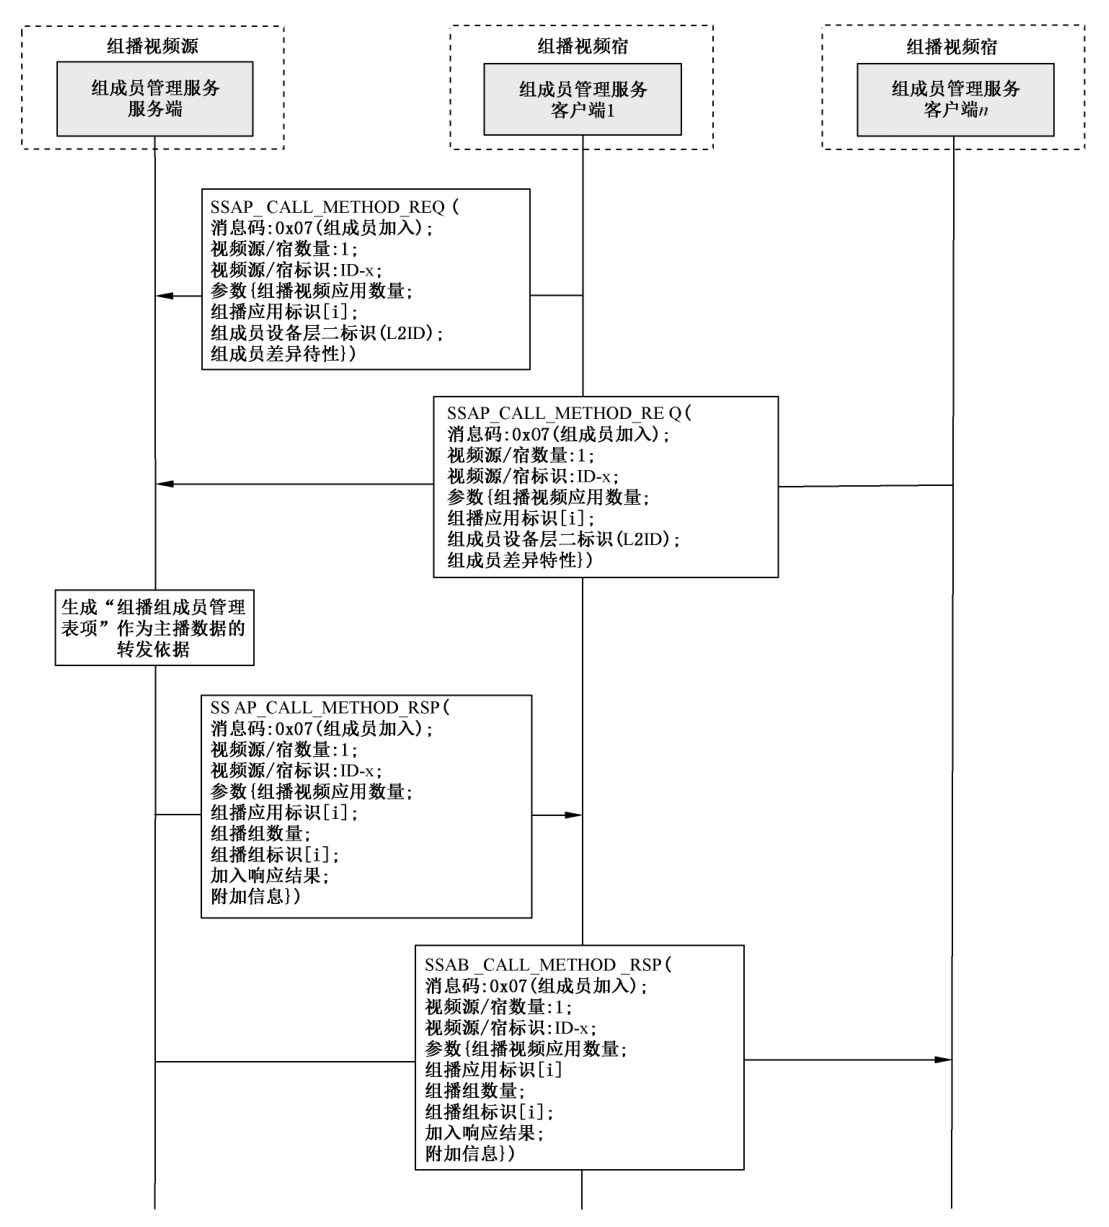 组播视频源
组播视频宿
组播视频宿
组成员管理服务
服务端
组成员管理服务
客户端1
组成员管理服务
客户端n
SSAP_ CALL_METHOD_REQ (
消息码:0x07(组成员加入);
视频源/宿数量:1;
视频源/宿标识:ID-x;
参数{组播视频应用数量;
组播应用标识[i];
组成员设备层二标识(L2ID);
组成员差异待性})
SSAP_CALL_METHOD_RE Q(
消息码:0x07(组成员加入);
视频源/宿数量:1;
视频源/宿标识:ID-x;
参数{组播视频应用数量;
组播应用标识[i];
组成员设备层二标识(L2ID);
组成员差异特性})
生成“组播组成员管理
表项”作为主播数据的
转发依据
SS AP_CALL_METHOD_RSP(
消息码:0x07(组成员加入);
视频源/宿数量:1;
视频源/宿标识:ID-x;
参数{组播视频应用数量;
组播应用标识[i];
组播组数量;
组播组标识[i];
加入响应结果;
附加信息})
SSAB _CALL_METHOD _RSP(
消息码:0x07(组成员加入);
视频源/宿数量:1;
视频源/宿标识:ID-x;
参数{组播视频应用数量;
组播应用标识[i]
组播组数量;
组播组标识[i];
加入响应结果;
附加信息})